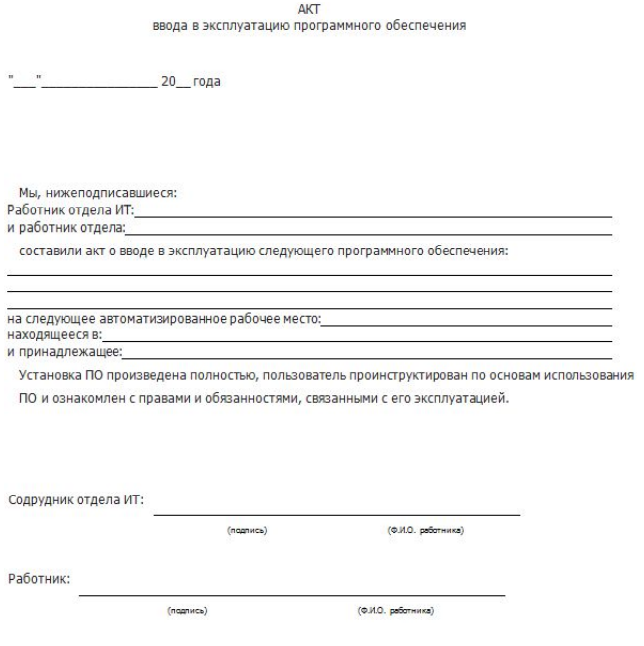 АКТ
ввода в эксплуатацию программного обеспечения
"___"________________ 20__ года
Мы, нижеподписавшиеся:
Работник отдела ИТ:
и работник отдела:
составили акт о вводе в эксплуатацию следующего программного обеспечения:
на следующее автоматизированное рабочее место:
находящееся в:
и принадлежащее:
Установка ПО произведена полностью, пользователь проинструктирован по основам использования
ПО и ознакомлен с правами и обязанностями, связанными с его эксплуатацией.
Содрудник отдела ИТ:
(подпись) (Ф.И.О. работника)
Работник:
(подпись) (Ф.И.О. работника)